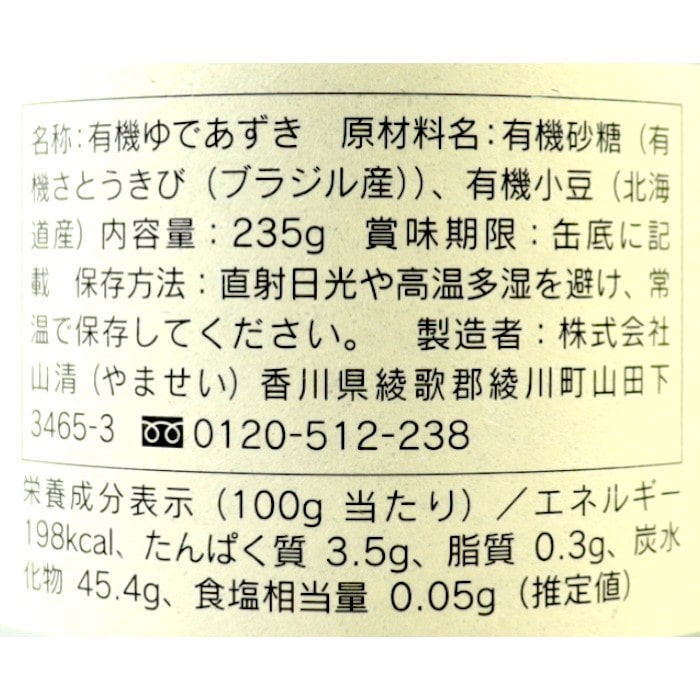 名称:有機ゆであずき　原材料名:有機砂糖（有
機さとうきび（ブラジル産））、有機小豆（北海
道産）内容量：235g　賞味期限：缶底に記
載　保存方法：直射日光や高温多湿を避け、常
温で保存してください。　製造者：株式会社
山清（やませい）香川県綾歌郡綾川町山田下
3465-3　0120-512-238
栄養成分表示（100g 当たり）／エネルギー
198kcal、たんぱく質 3.5g、脂質 0.3g、炭水
化物 45.4g、食塩相当量 0.05g（推定値）